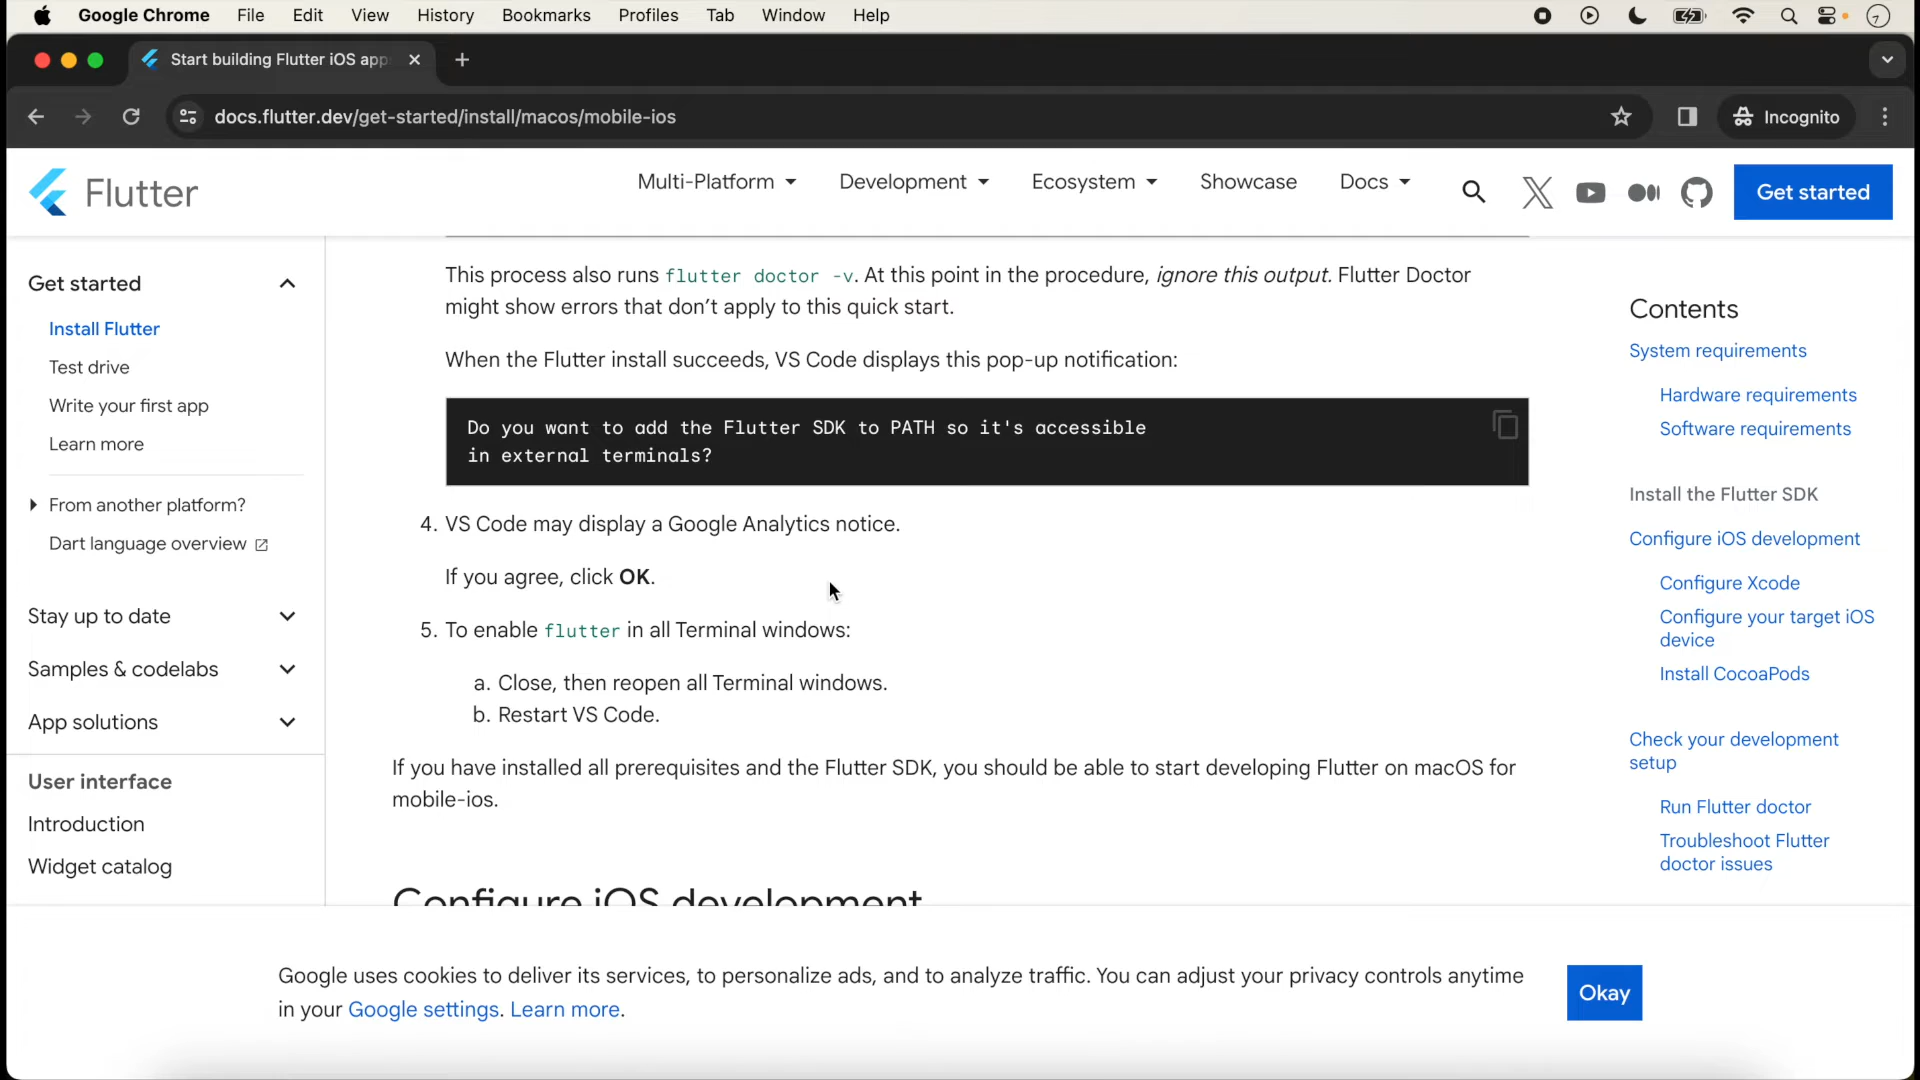 Google Chrome File Edit View History Bookmarks Profiles Tab Window Help
Start building Flutter iOS app
docs.flutter.dev/get-started/install/macos/mobile-ios
Incognito
Flutter
Multi-Platform Development Ecosystem Showcase Docs
Get started
Get started
Install Flutter
Test drive
Write your first app
Learn more
From another platform?
Dart language overview
Stay up to date
Samples & codelabs
App solutions
User interface
Introduction
Widget catalog
This process also runs flutter doctor -v. At this point in the procedure, ignore this output. Flutter Doctor
might show errors that don’t apply to this quick start.
When the Flutter install succeeds, VS Code displays this pop-up notification:
Do you want to add the Flutter SDK to PATH so it's accessible
in external terminals?
4. VS Code may display a Google Analytics notice.
If you agree, click OK.
5. To enable flutter in all Terminal windows:
a. Close, then reopen all Terminal windows.
b. Restart VS Code.
If you have installed all prerequisites and the Flutter SDK, you should be able to start developing Flutter on macOS for
mobile-ios.
Configure iOS development
Contents
System requirements
Hardware requirements
Software requirements
Install the Flutter SDK
Configure iOS development
Configure Xcode
Configure your target iOS
device
Install CocoaPods
Check your development
setup
Run Flutter doctor
Troubleshoot Flutter
doctor issues
Google uses cookies to deliver its services, to personalize ads, and to analyze traffic. You can adjust your privacy controls anytime
in your Google settings. Learn more.
Okay